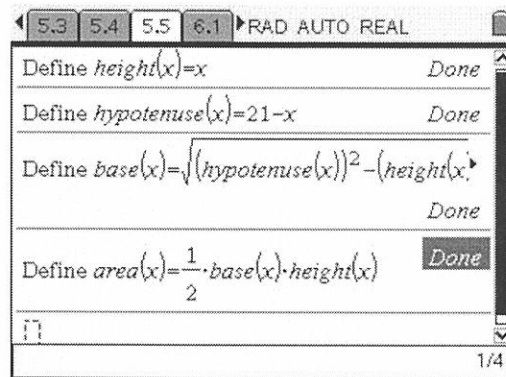 5.3 5.4 5.5 6.1 RAD AUTO REAL
Define height(x)=x Done
Define hypotenuse(x)=21-x Done
Define base(x)=√((hypotenuse(x))²-(height(x)
Done
Define area(x)=1/2·base(x)·height(x) Done
1/4